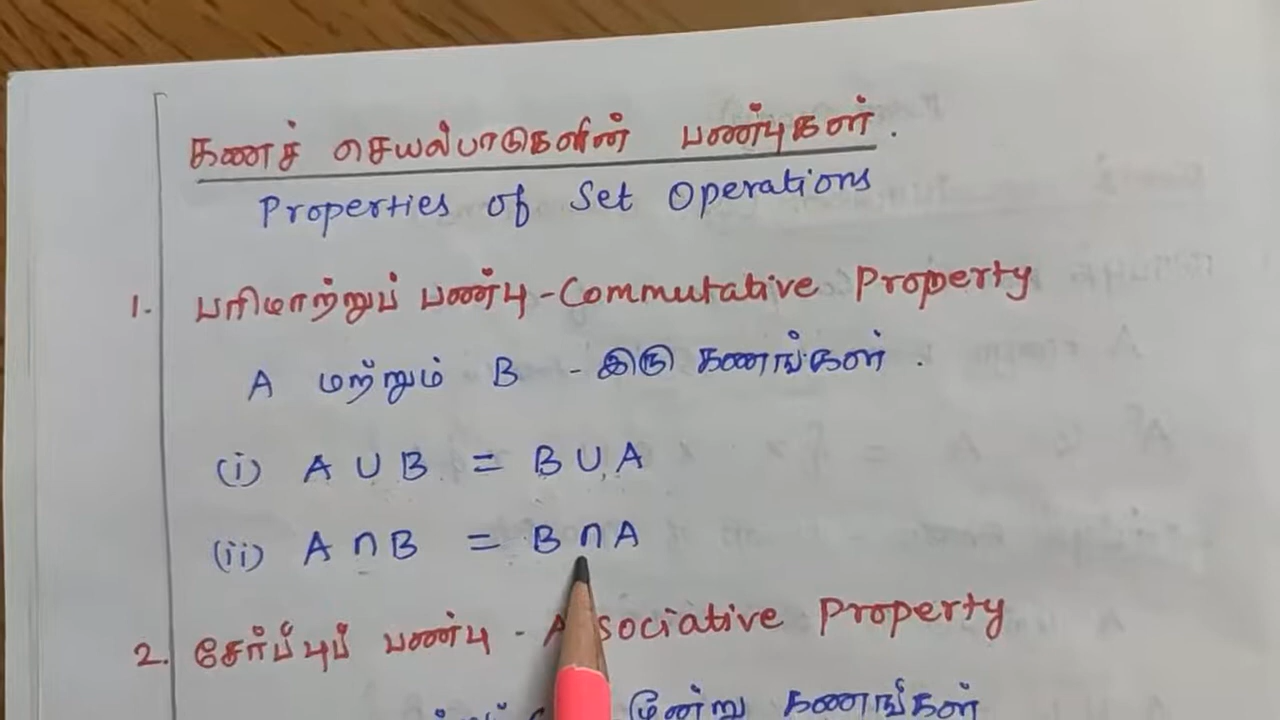 கணச் செயல்பாடுகளின் பண்புகள்.
Properties of Set Operations
1. பரிமாற்றுப் பண்பு - Commutative Property
A மற்றும் B - இரு கணங்கள்.
(i) A ∪ B = B ∪ A
(ii) A ∩ B = B ∩ A
2. சேர்ப்புப் பண்பு - Associative Property
மூன்று கணங்கள்